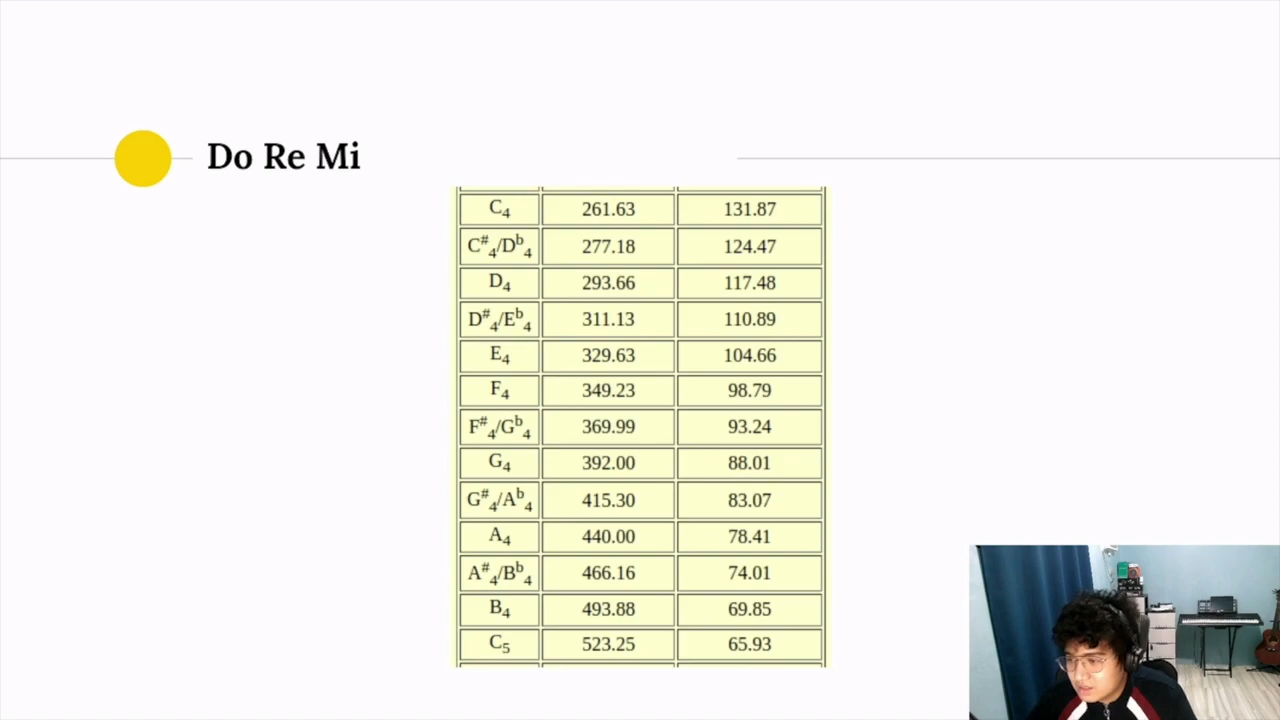 Do Re Mi
C4 261.63 131.87
C#4/Db4 277.18 124.47
D4 293.66 117.48
D#4/Eb4 311.13 110.89
E4 329.63 104.66
F4 349.23 98.79
F#4/Gb4 369.99 93.24
G4 392.00 88.01
G#4/Ab4 415.30 83.07
A4 440.00 78.41
A#4/Bb4 466.16 74.01
B4 493.88 69.85
C5 523.25 65.93